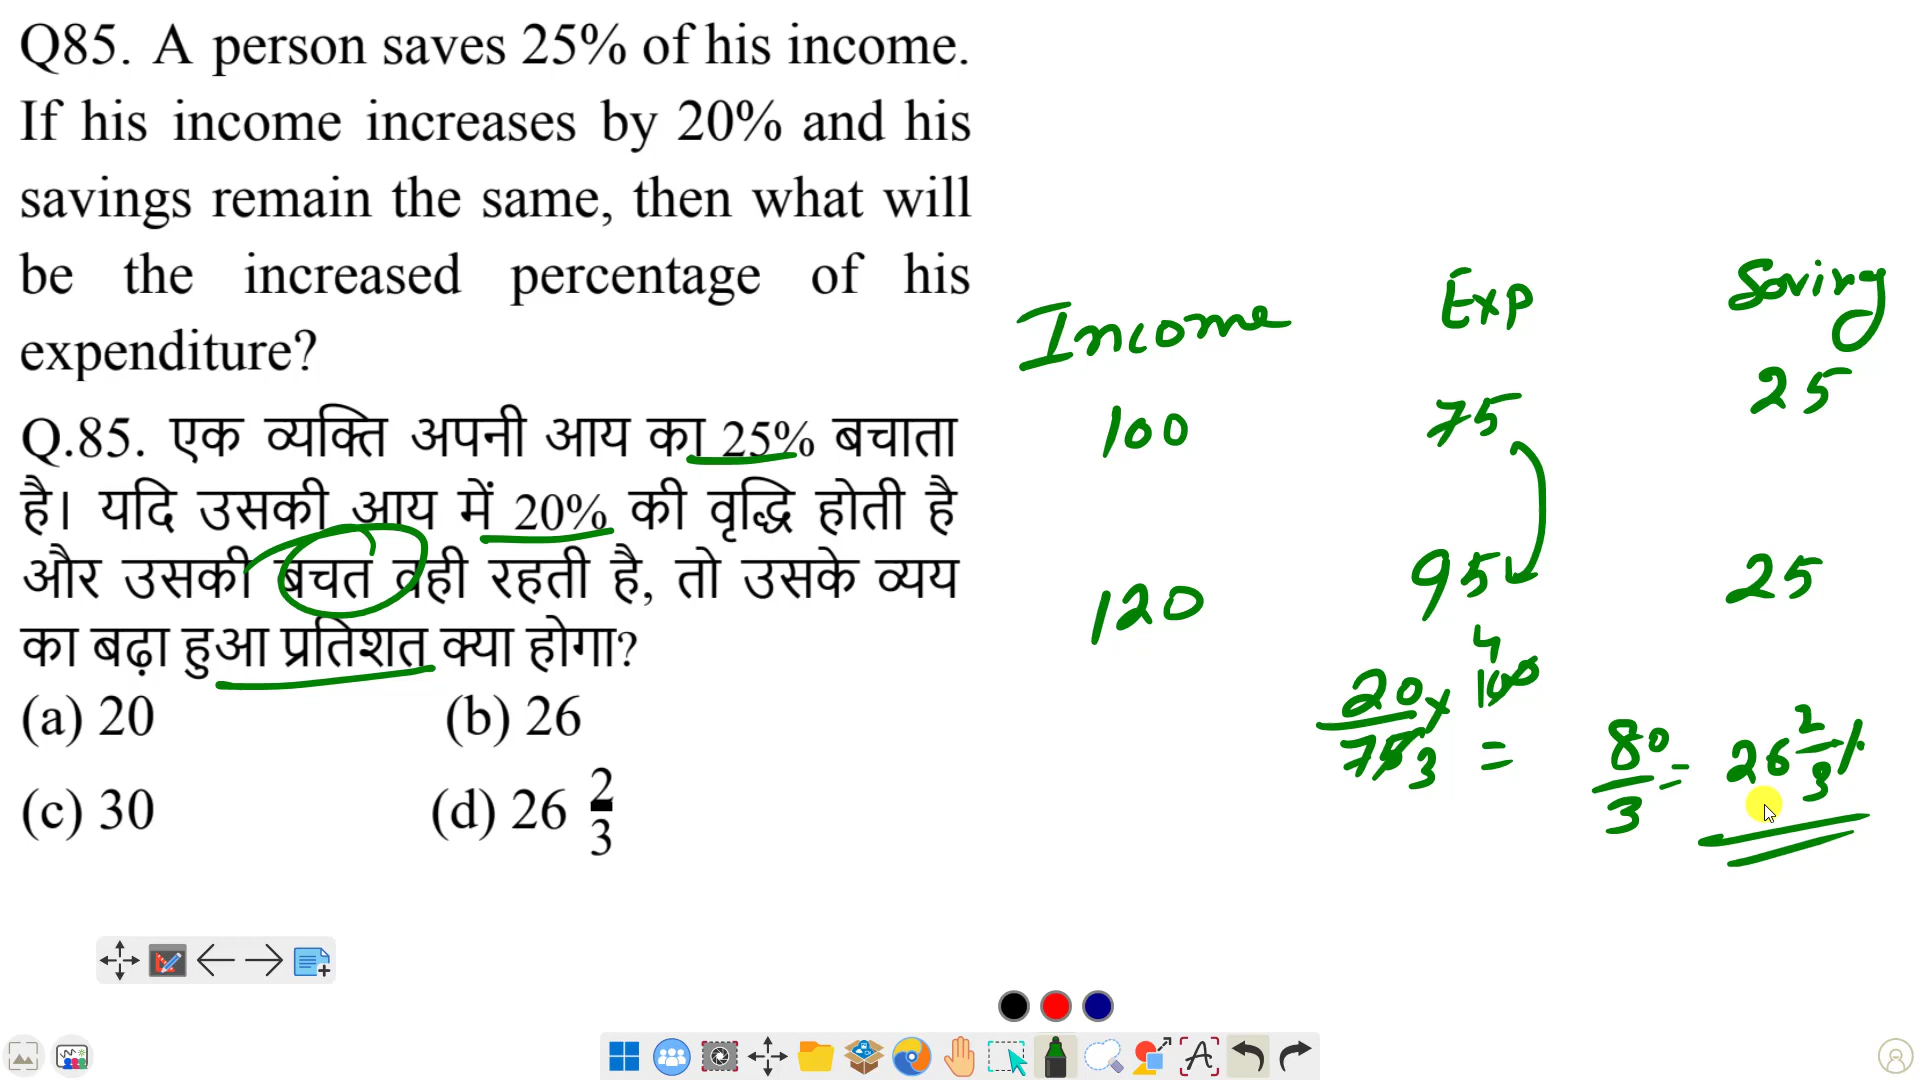 Q85. A person saves 25% of his income.
If his income increases by 20% and his
savings remain the same, then what will
be the increased percentage of his
expenditure?
Q.85. एक व्यक्ति अपनी आय का 25% बचाता
है। यदि उसकी आय में 20% की वृद्धि होती है
और उसकी बचत वही रहती है, तो उसके व्यय
का बढ़ा हुआ प्रतिशत क्या होगा?
(a) 20 (b) 26
(c) 30 (d) 26 2/3
Income Exp Saving
100 75 25
120 95 25
20/75 3 x 100 4 = 80/3 = 26 2/3 %